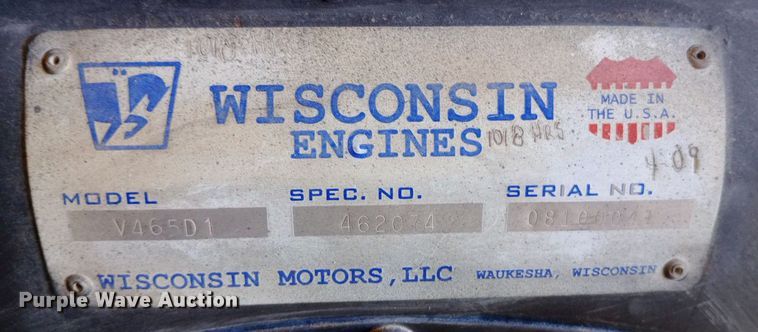 WISCONSIN
ENGINES
1018 HRS
MADE IN
THE U.S.A.
4-09
MODEL SPEC. NO. SERIAL NO.
V465D1 462074
WISCONSIN MOTORS, LLC WAUKESHA, WISCONSIN
Purple Wave Auction